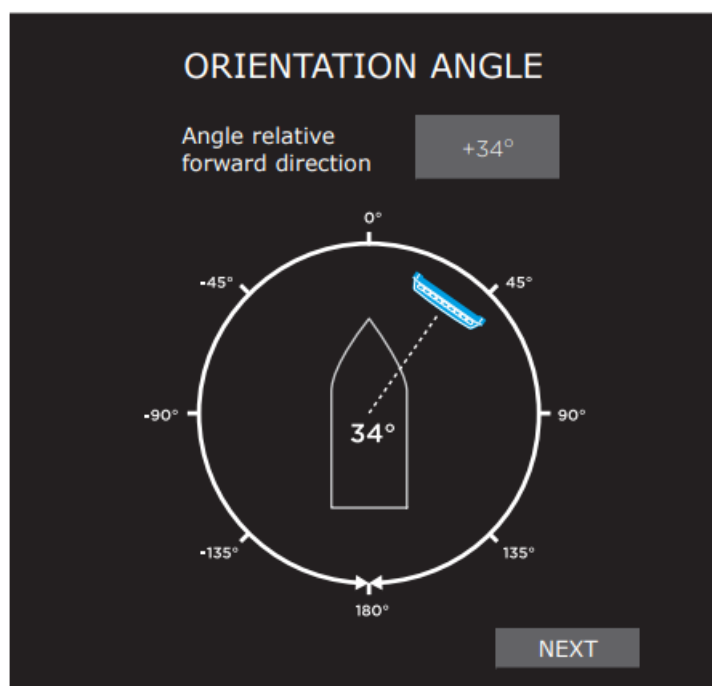 ORIENTATION ANGLE
Angle relative
forward direction
+34°
0°
-45°
45°
-90°
90°
34°
-135°
135°
180°
NEXT